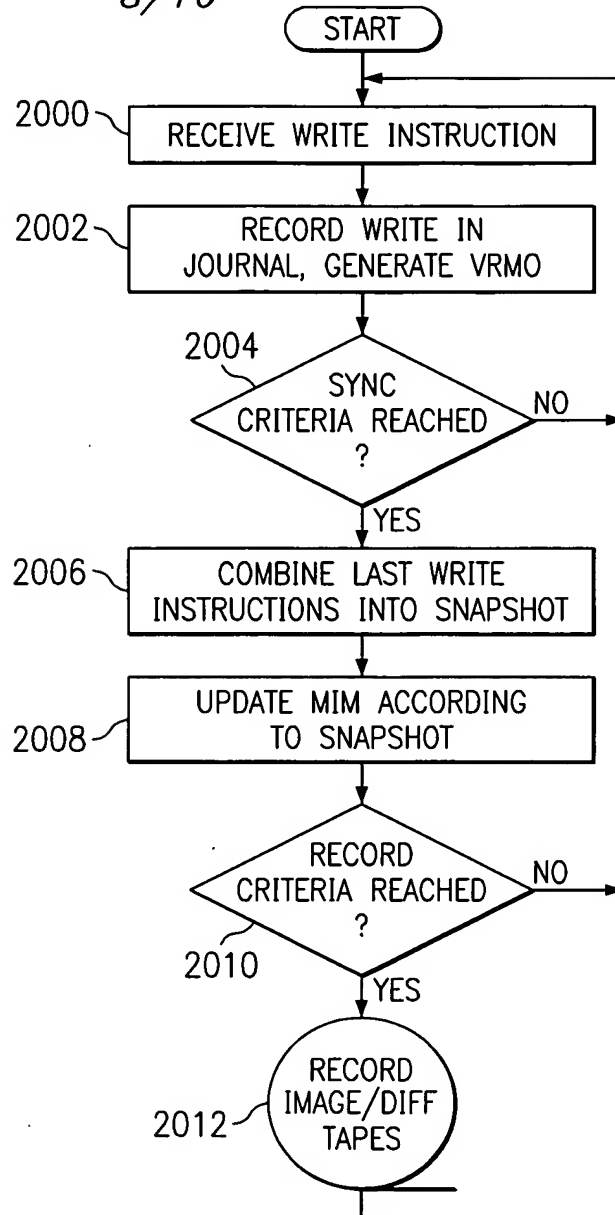 8/10
START
2000
RECEIVE WRITE INSTRUCTION
2002
RECORD WRITE IN
JOURNAL, GENERATE VRMO
2004
SYNC
CRITERIA REACHED
?
NO
YES
2006
COMBINE LAST WRITE
INSTRUCTIONS INTO SNAPSHOT
2008
UPDATE MIM ACCORDING
TO SNAPSHOT
RECORD
CRITERIA REACHED
?
NO
2010
YES
RECORD
IMAGE/DIFF
TAPES
2012